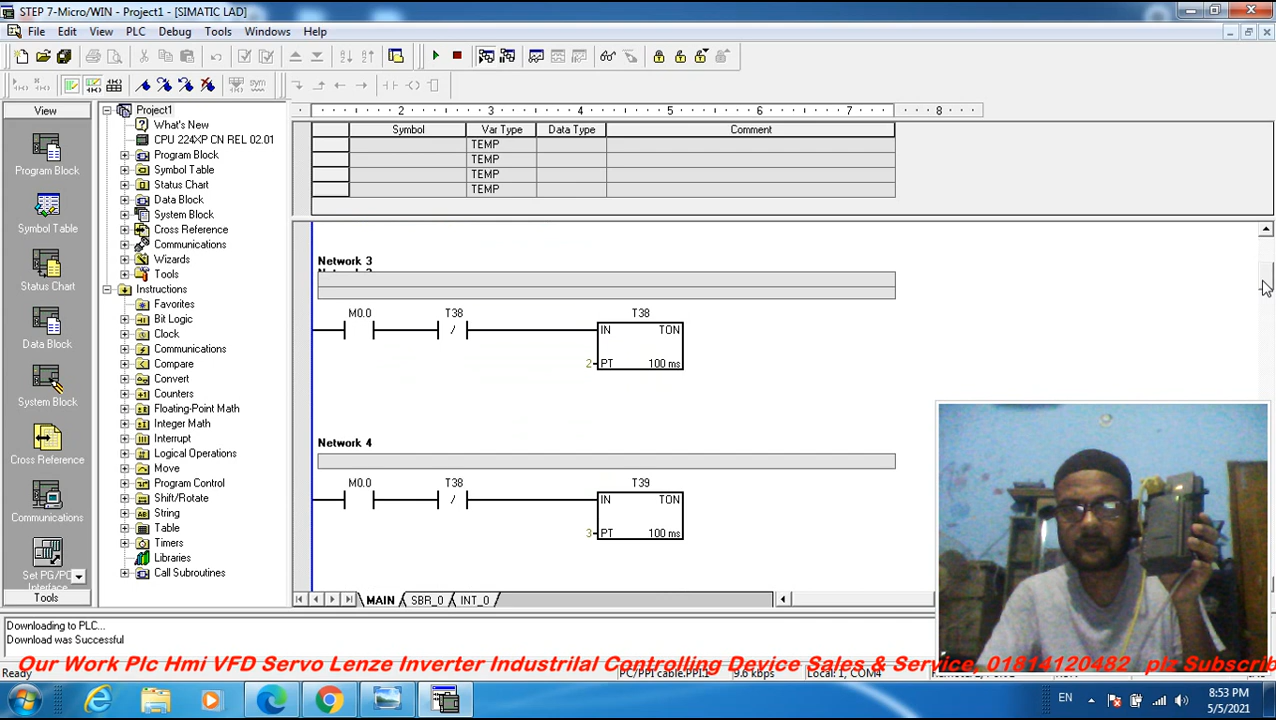 STEP 7-Micro/WIN - Project1 - [SIMATIC LAD]
File Edit View PLC Debug Tools Windows Help
View
Program Block
Symbol Table
Status Chart
Data Block
System Block
Cross Reference
Communications
Set PG/PC
Interface
Tools
Project1
What's New
CPU 224XP CN REL 02.01
Program Block
Symbol Table
Status Chart
Data Block
System Block
Cross Reference
Communications
Wizards
Tools
Instructions
Favorites
Bit Logic
Clock
Communications
Compare
Convert
Counters
Floating-Point Math
Integer Math
Interrupt
Logical Operations
Move
Program Control
Shift/Rotate
String
Table
Timers
Libraries
Call Subroutines
2 3 4 5 6 7 8
Symbol Var Type Data Type Comment
TEMP
TEMP
TEMP
TEMP
Network 3
M0.0 T38 T38
/ IN TON
2 PT 100 ms
Network 4
M0.0 T38 T39
/ IN TON
3 PT 100 ms
MAIN SBR_0 INT_0
Downloading to PLC...
Download was Successful
Our Work Plc Hmi VFD Servo Lenze Inverter Industrilal Controlling Device Sales & Service, 01814120482 plz Subscrib
Ready PC/PPI cable.PPI.1 9.6 kbps Local: 1, COM4
EN 8:53 PM
5/5/2021